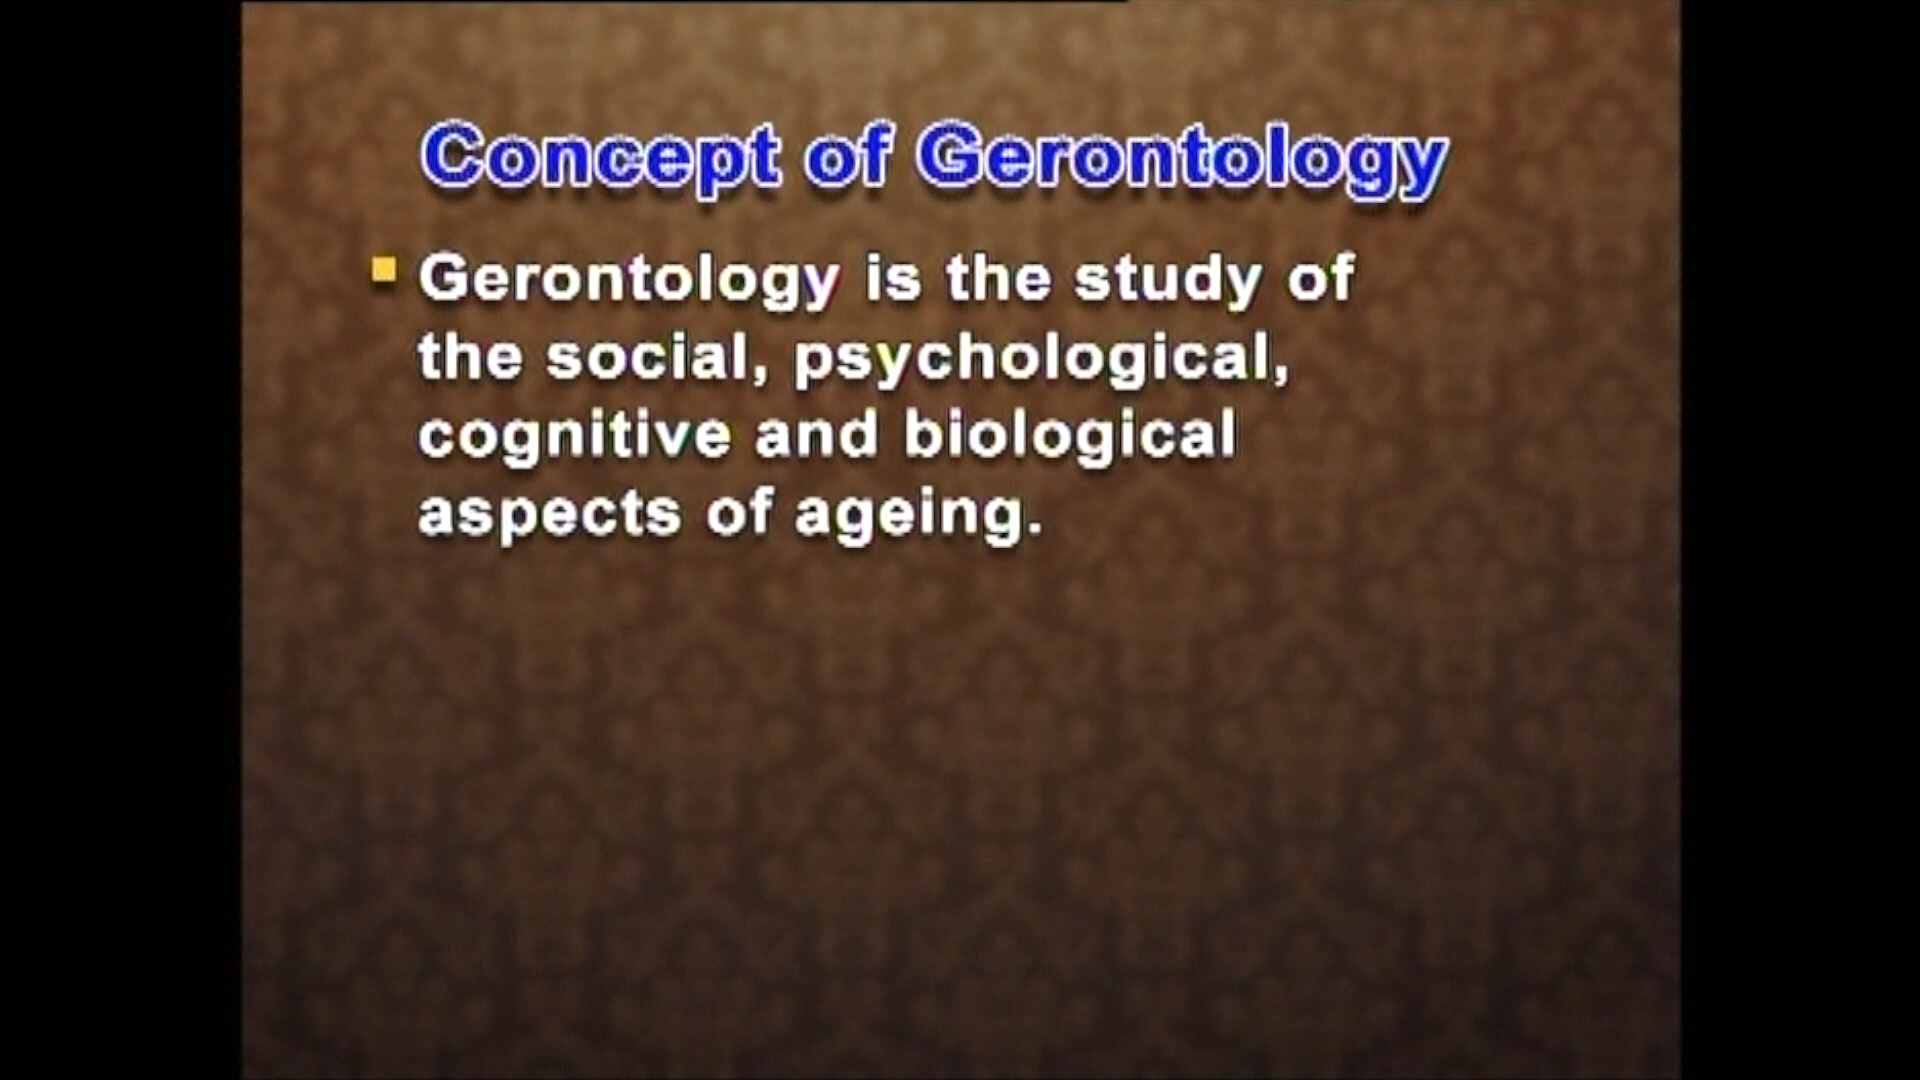 Concept of Gerontology
Gerontology is the study of
the social, psychological,
cognitive and biological
aspects of ageing.